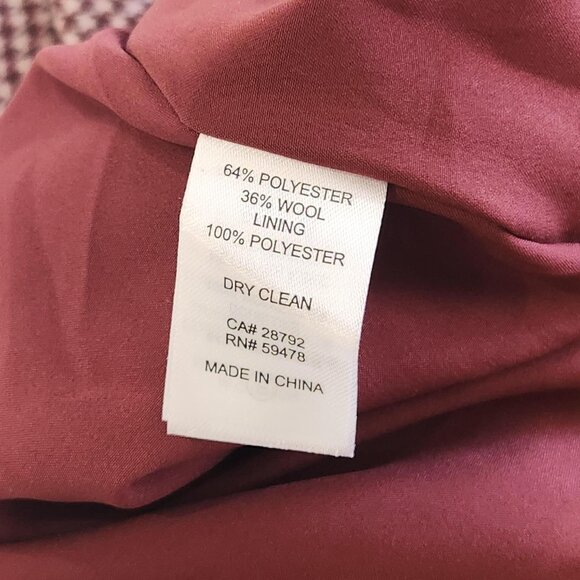 64% POLYESTER
36% WOOL
LINING
100% POLYESTER
DRY CLEAN
CA# 28792
RN# 59478
MADE IN CHINA